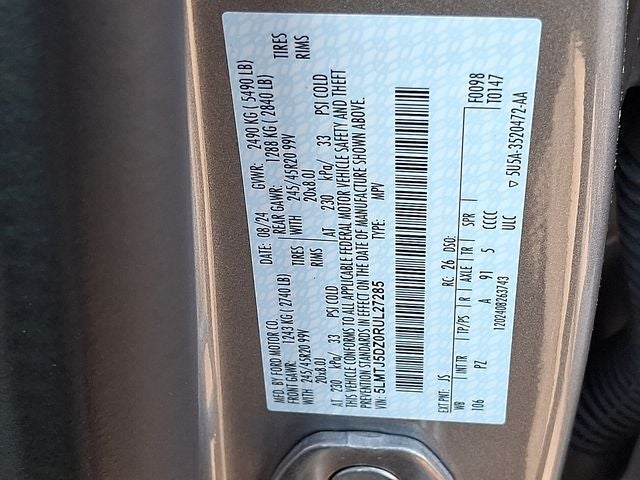 MFD. BY FORD MOTOR CO.
DATE: 08/24 GVWR: 2490 KG ( 5490 LB)
FRONT GAWR: 1243 KG (2740 LB) REAR GAWR: 1288 KG ( 2840 LB)
WITH 245/45R20 99V TIRES WITH 245/45R20 99V TIRES
20x8.0J RIMS 20x8.0J RIMS
AT 230 kPa/ 33 PSI COLD AT 230 kPa/ 33 PSI COLD
THIS VEHICLE CONFORMS TO ALL APPLICABLE FEDERAL MOTOR VEHICLE SAFETY AND THEFT
PREVENTION STANDARDS IN EFFECT ON THE DATE OF MANUFACTURE SHOWN ABOVE.
VIN: 5LMTJ5DZ0RUL27285 TYPE: MPV
F0098
T0147
EXT PNT: JS RC: 26 DSO:
WB INTR TP/PS R AXLE TR SPR
106 PZ A 91 5 CCCC
1202408263743 ULC
5U5A-3520472-AA